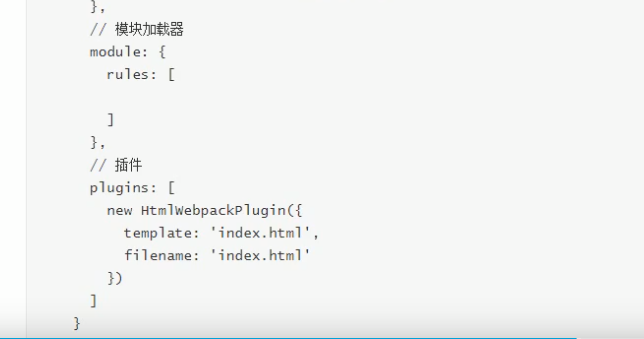 },
// 模块加载器
module: {
rules: [
]
},
// 插件
plugins: [
new HtmlWebpackPlugin({
template: 'index.html',
filename: 'index.html'
})
]
}